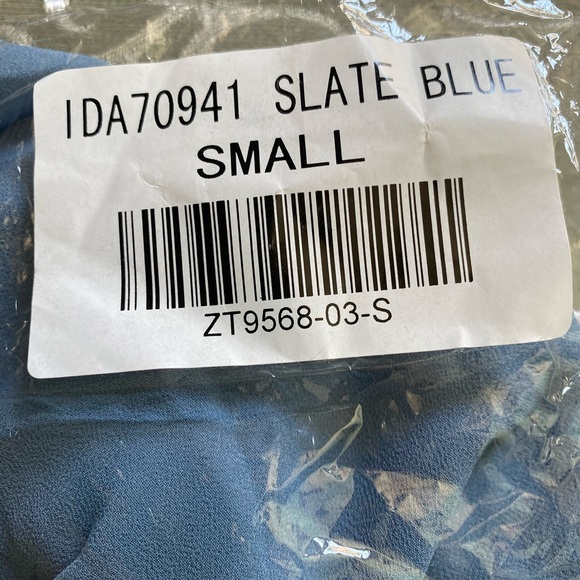 IDA70941 SLATE BLUE
SMALL
ZT9568-03-S